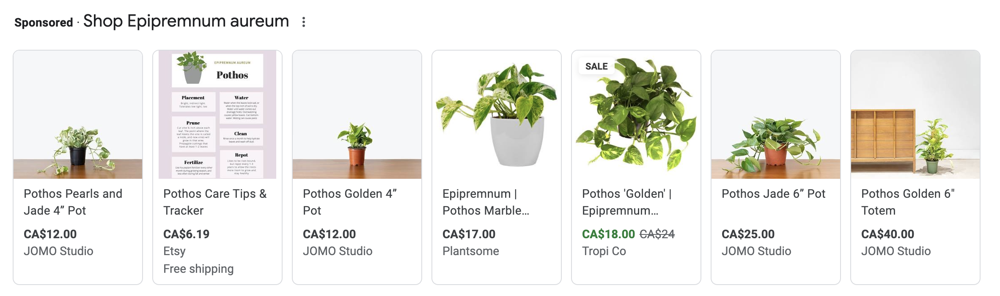 Sponsored · Shop Epipremnum aureum
Pothos Pearls and
Jade 4” Pot
CA$12.00
JOMO Studio
EPIPREMNUM AUREUM
Pothos
Placement
Bright, indirect light.
Tolerates low light, too
Water
Water when the leaves look sad, or
when the top inch of soil is dry.
Water until water comes out
drainage holes. Overwatering
causes yellow leaves. Can bottom-
water. Misting can cause pests
Prune
Cut vine ¼ inch above each
leaf. The point where the
leaf meets the vine is called
a node, and new vines will
grow in that area.
Propagate cuttings that
have at least 1-2 leaves
Clean
Rinse once a month to help hydrate
leaves and wash off dust
Fertilize
Use houseplant fertilizer every other
month during growing season, and
less often during fall and winter
Repot
Likes to be root-bound,
but repot every 1-3
years to allow the roots
more room to grow and
stay healthy
Pothos Care Tips &
Tracker
CA$6.19
Etsy
Free shipping
Pothos Golden 4”
Pot
CA$12.00
JOMO Studio
Epipremnum |
Pothos Marble...
CA$17.00
Plantsome
SALE
Pothos 'Golden' |
Epipremnum...
CA$18.00 CA$24
Tropi Co
Pothos Jade 6” Pot
CA$25.00
JOMO Studio
Pothos Golden 6"
Totem
CA$40.00
JOMO Studio